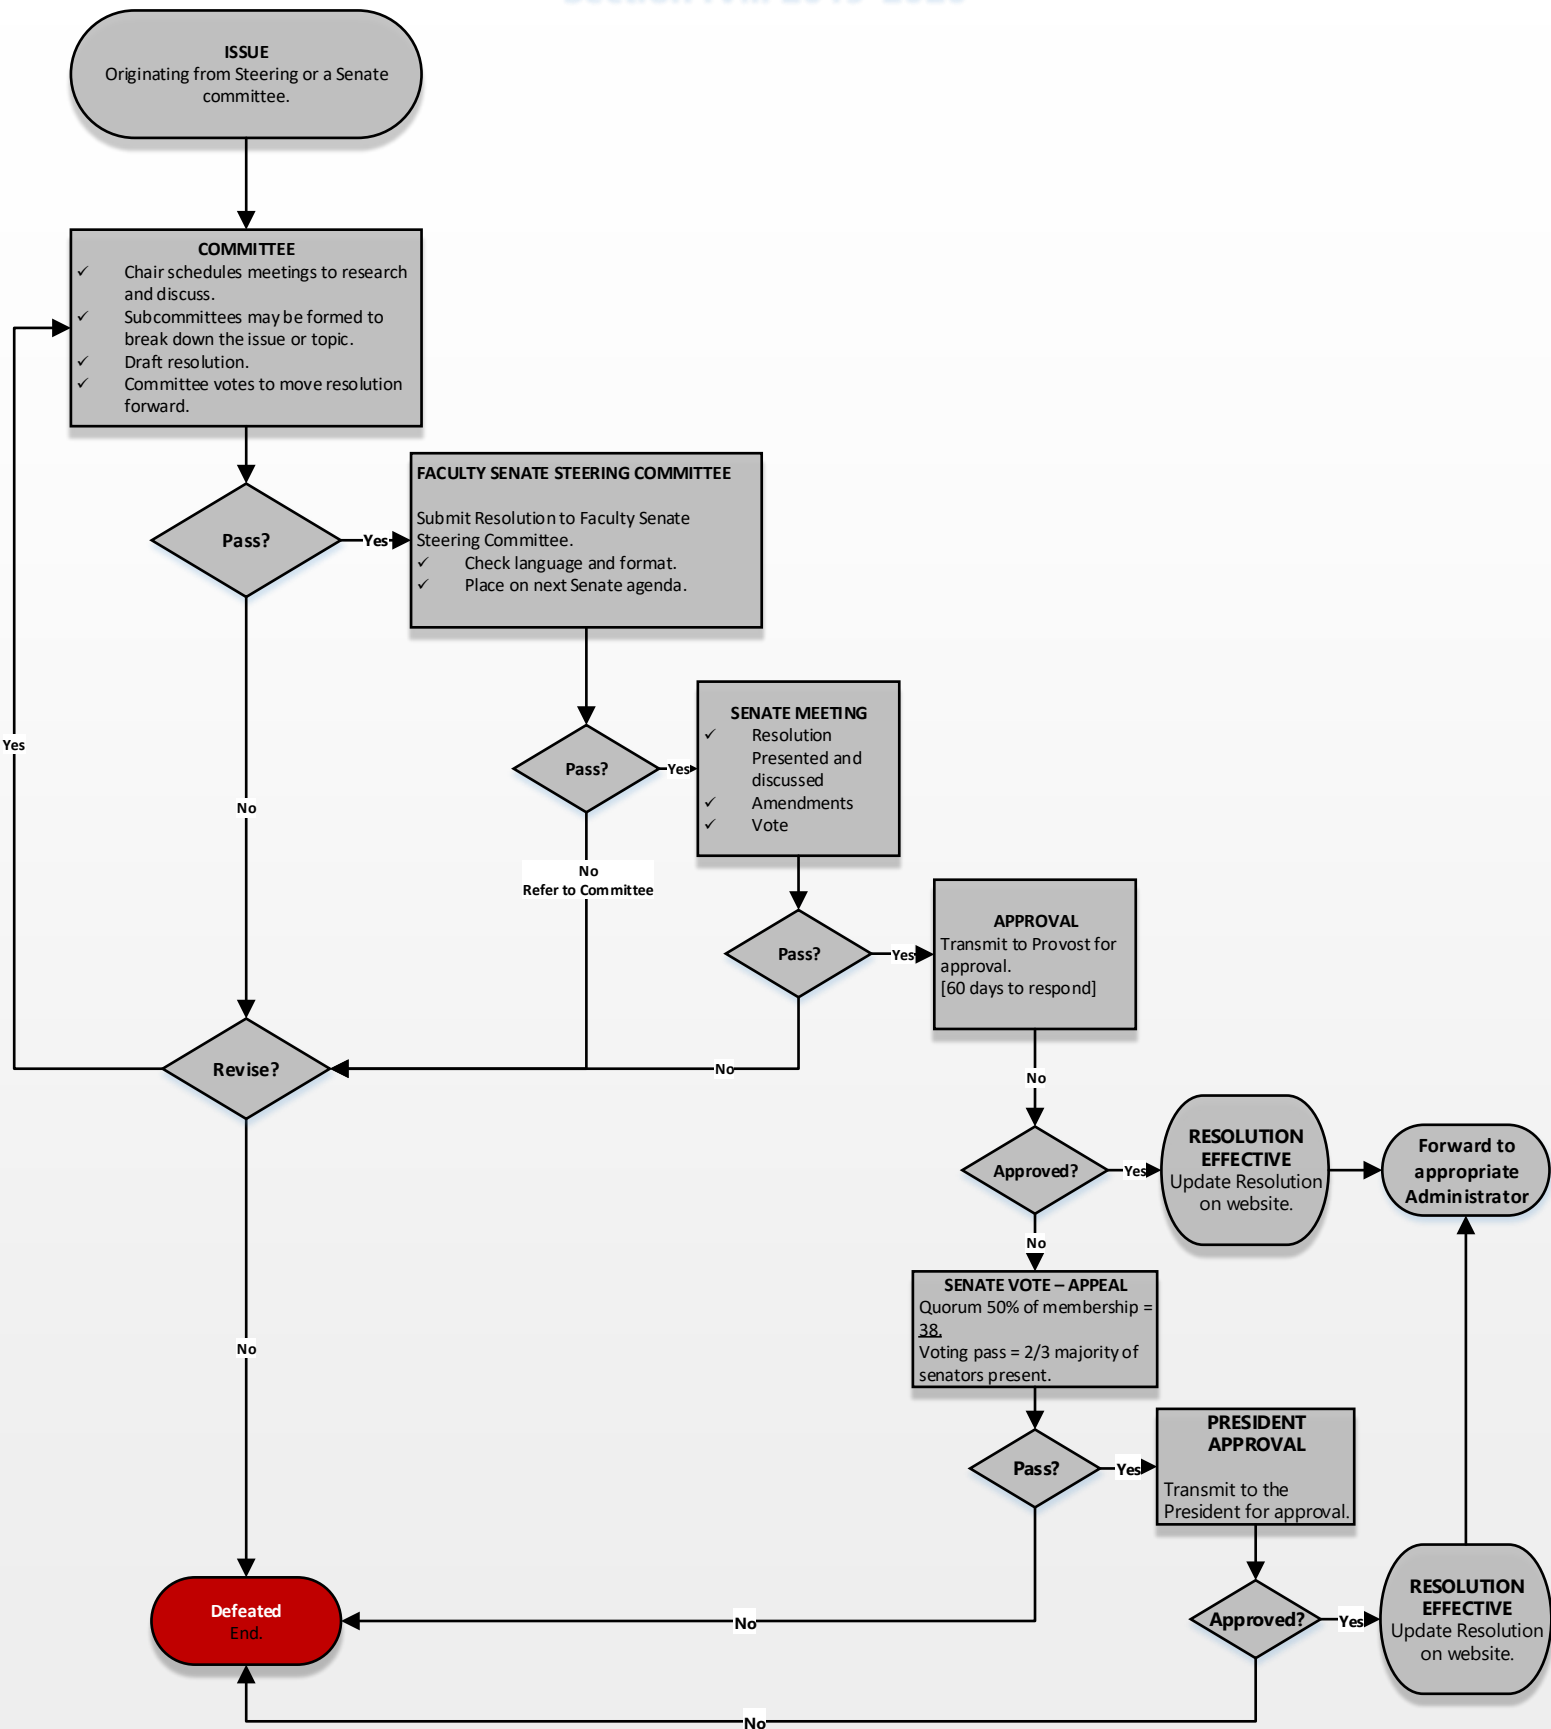 ISSUE
Originating from Steering or a Senate
committee.
COMMITTEE
✓ Chair schedules meetings to research
and discuss.
✓ Subcommittees may be formed to
break down the issue or topic.
✓ Draft resolution.
✓ Committee votes to move resolution
forward.
Pass?
Yes
FACULTY SENATE STEERING COMMITTEE
Submit Resolution to Faculty Senate
Steering Committee.
✓ Check language and format.
✓ Place on next Senate agenda.
Yes
No
Pass?
Yes
SENATE MEETING
✓ Resolution
Presented and
discussed
✓ Amendments
✓ Vote
No
Refer to Committee
Pass?
Yes
APPROVAL
Transmit to Provost for
approval.
[60 days to respond]
Revise?
No
No
Approved?
Yes
RESOLUTION
EFFECTIVE
Update Resolution
on website.
Forward to
appropriate
Administrator
No
SENATE VOTE – APPEAL
Quorum 50% of membership =
38.
Voting pass = 2/3 majority of
senators present.
No
Pass?
Yes
PRESIDENT
APPROVAL
Transmit to the
President for approval.
Defeated
End.
No
Approved?
Yes
RESOLUTION
EFFECTIVE
Update Resolution
on website.
No